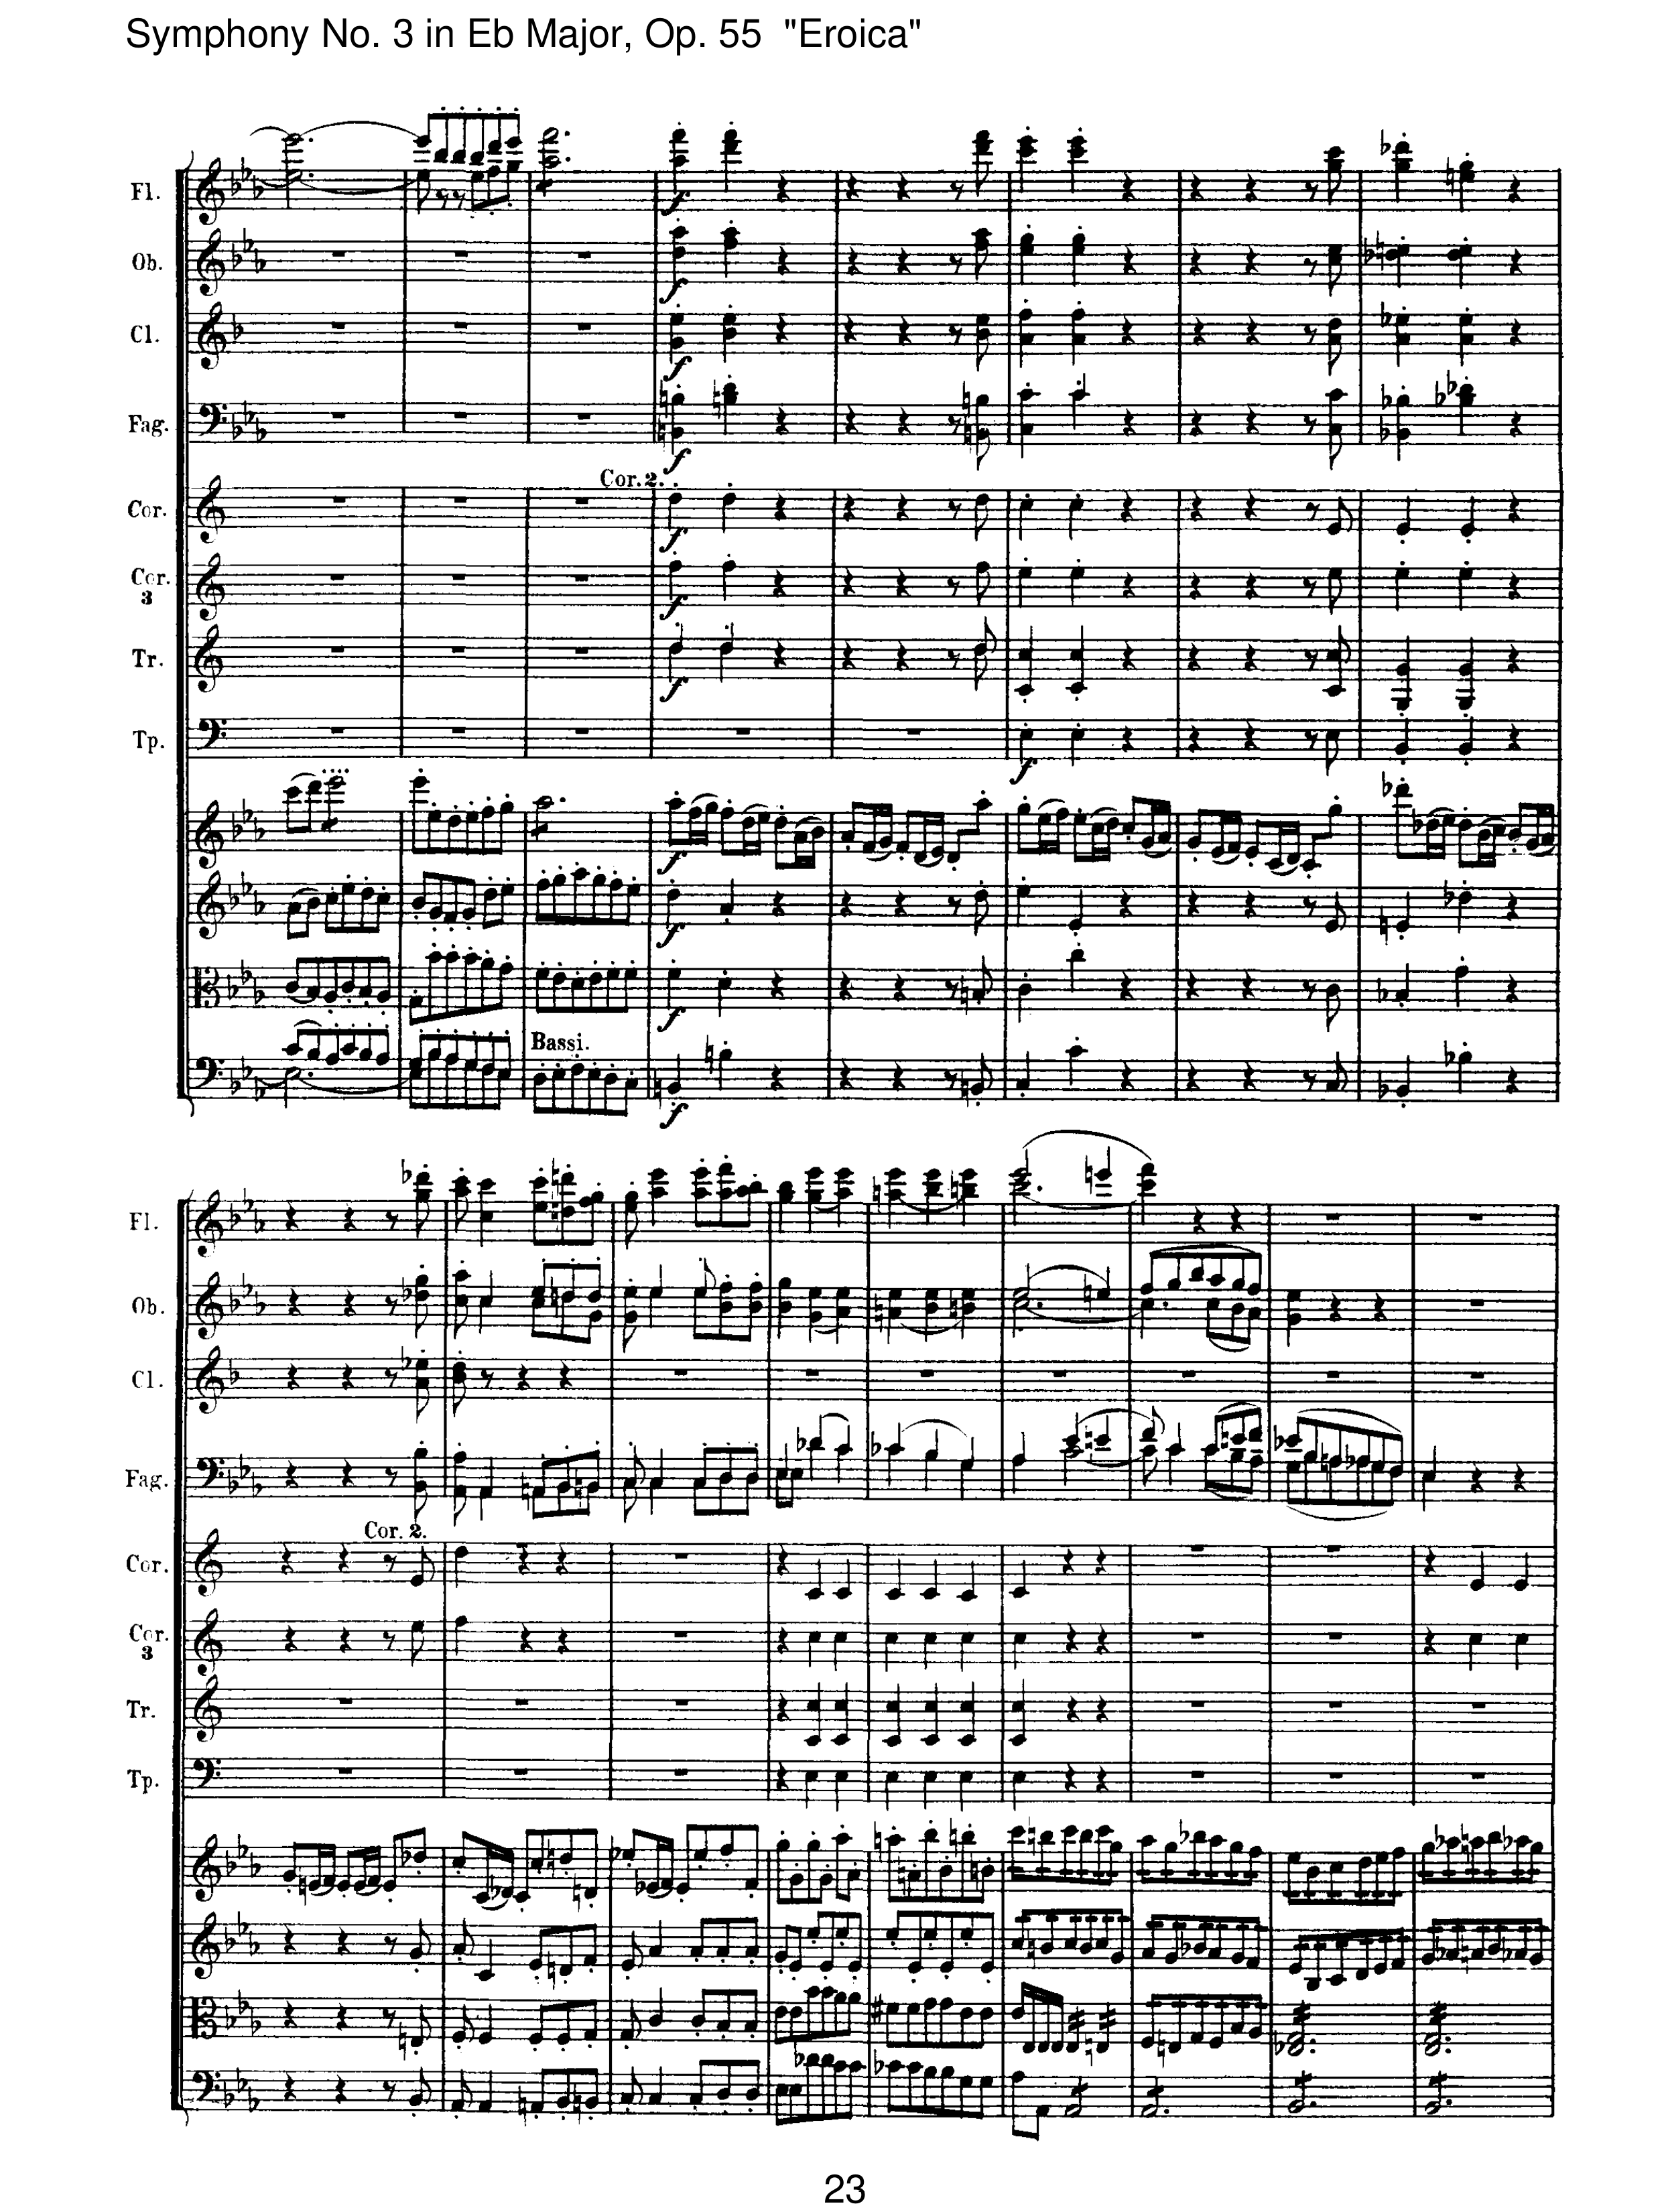 Symphony No. 3 in Eb Major, Op. 55 "Eroica"
Fl.
Ob.
Cl.
Fag.
Cor. 2.
Cor.
Cor.
3
Tr.
Tp.
Bassi.
f
f
f
f
f
f
f
f
f
f
f
f
Fl.
Ob.
Cl.
Fag.
Cor. 2.
Cor.
Cor.
3
Tr.
Tp.
23